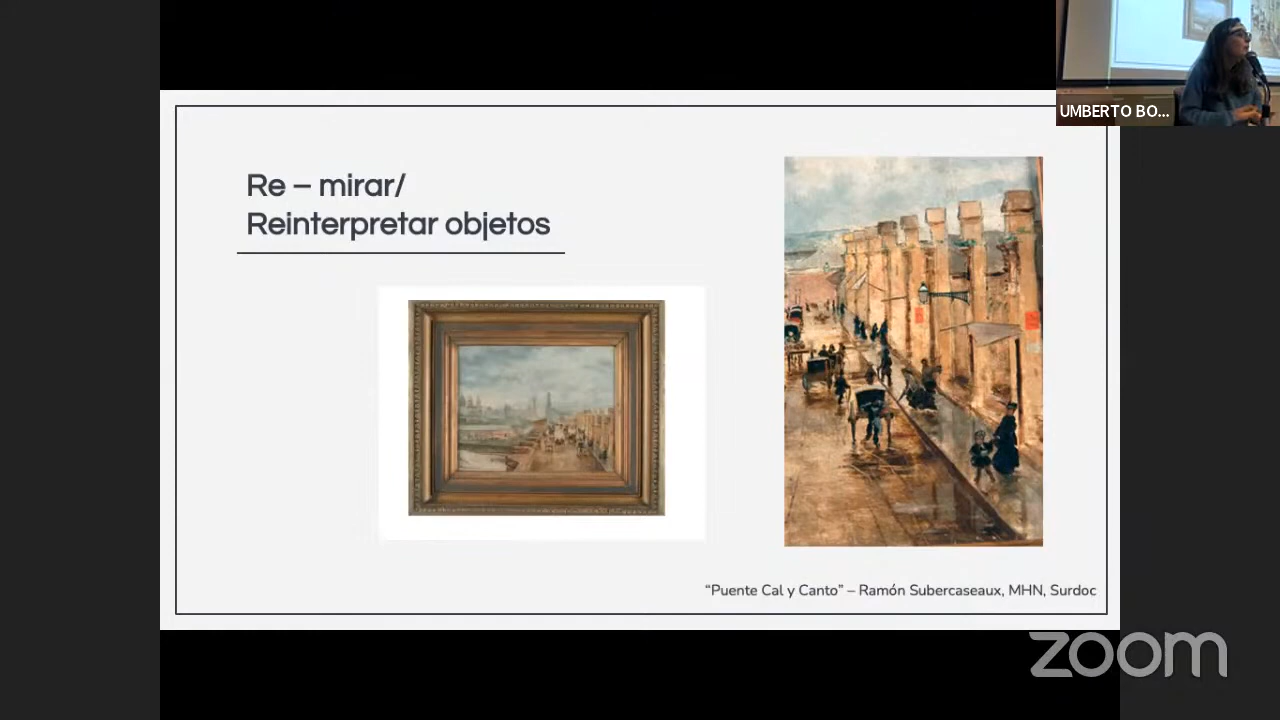 UMBERTO BO...
Re – mirar/
Reinterpretar objetos
“Puente Cal y Canto” – Ramón Subercaseaux, MHN, Surdoc
zoom